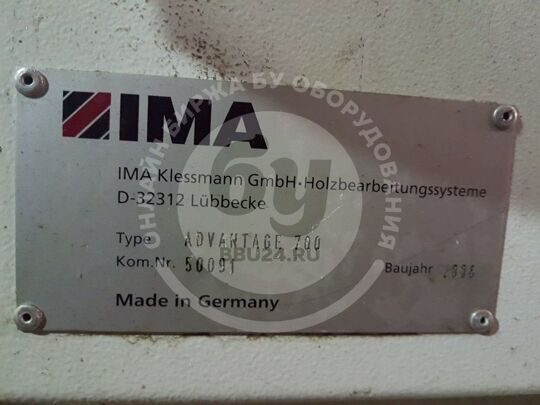 IMA
IMA Klessmann GmbH·Holzbearbeitungssysteme
D-32312 Lübbecke
Type ADVANTAGE 700
Kom.Nr. 50091
Baujahr
Made in Germany
ОНЛАЙН БИРЖА БУ ОБОРУДОВАНИЯ
бу
BBU24.RU